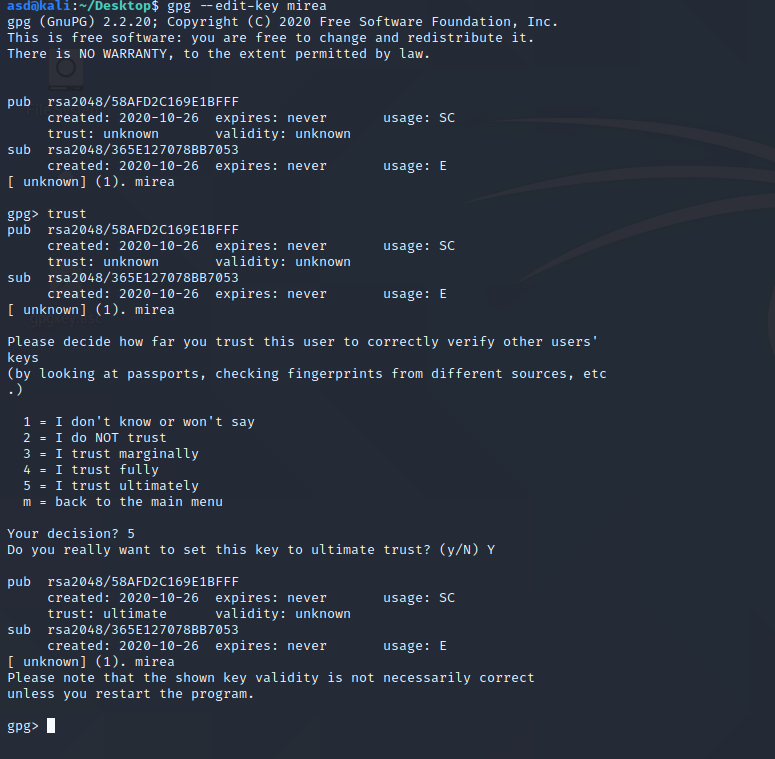 asd@kali:~/Desktop$ gpg --edit-key mirea
gpg (GnuPG) 2.2.20; Copyright (C) 2020 Free Software Foundation, Inc.
This is free software: you are free to change and redistribute it.
There is NO WARRANTY, to the extent permitted by law.
pub  rsa2048/58AFD2C169E1BFFF
     created: 2020-10-26  expires: never       usage: SC
     trust: unknown       validity: unknown
sub  rsa2048/365E127078BB7053
     created: 2020-10-26  expires: never       usage: E
[ unknown] (1). mirea
gpg> trust
pub  rsa2048/58AFD2C169E1BFFF
     created: 2020-10-26  expires: never       usage: SC
     trust: unknown       validity: unknown
sub  rsa2048/365E127078BB7053
     created: 2020-10-26  expires: never       usage: E
[ unknown] (1). mirea
Please decide how far you trust this user to correctly verify other users'
keys
(by looking at passports, checking fingerprints from different sources, etc
.)
  1 = I don't know or won't say
  2 = I do NOT trust
  3 = I trust marginally
  4 = I trust fully
  5 = I trust ultimately
  m = back to the main menu
Your decision? 5
Do you really want to set this key to ultimate trust? (y/N) Y
pub  rsa2048/58AFD2C169E1BFFF
     created: 2020-10-26  expires: never       usage: SC
     trust: ultimate      validity: unknown
sub  rsa2048/365E127078BB7053
     created: 2020-10-26  expires: never       usage: E
[ unknown] (1). mirea
Please note that the shown key validity is not necessarily correct
unless you restart the program.
gpg>